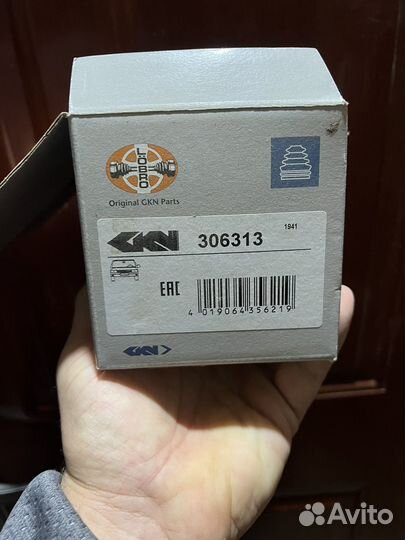 LÖBRO
Original GKN Parts
GKN 306313
1941
EAC
4 019064 356219
GKN
Avito